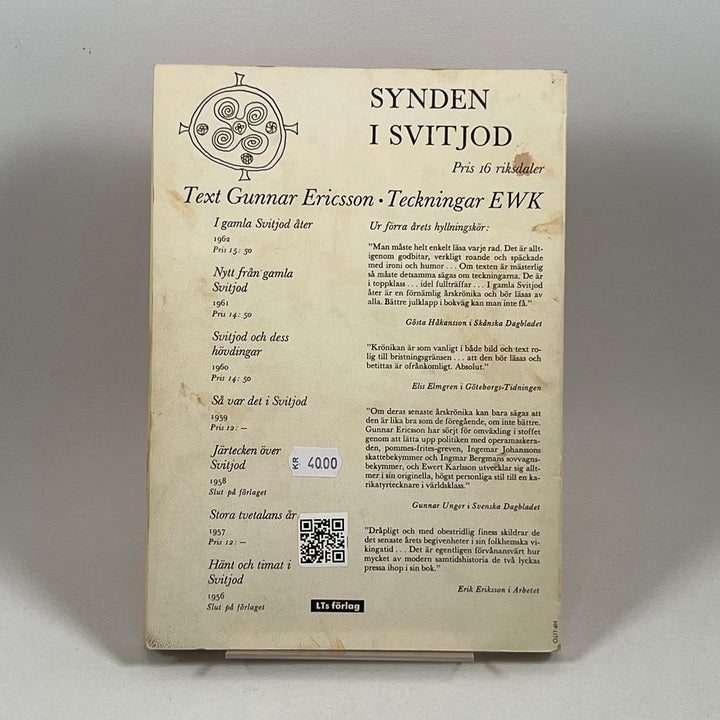 SYNDEN
I SVITJOD
Pris 16 riksdaler
Text Gunnar Ericsson • Teckningar EWK
I gamla Svitjod åter
1962
Pris 15: 50
Nytt från gamla
Svitjod
1961
Pris 14: 50
Svitjod och dess
hövdingar
1960
Pris 14: 50
Så var det i Svitjod
1959
Pris 12: —
Järtecken över
Svitjod
1958
Slut på förlaget
Stora tvetalans år
1957
Pris 12: —
Hänt och timat i
Svitjod
1956
Slut på förlaget
KR 4000
Ur förra årets hyllningskör:
"Man måste helt enkelt läsa varje rad. Det är allt-
igenom godbitar, verkligt roande och späckade
med ironi och humor . . . Om texten är mästerlig
så måste detsamma sägas om teckningarna. De är
i toppklass . . . idel fullträffar . . . I gamla Svitjod
åter är en förnämlig årskrönika och bör läsas av
alla. Bättre julklapp i bokväg kan man inte få."
Gösta Håkansson i Skånska Dagbladet
"Krönikan är som vanligt i både bild och text ro-
lig till bristningsgränsen . . . att den bör läsas och
betittas är ofrånkomligt. Absolut."
Elis Elmgren i Göteborgs-Tidningen
"Om deras senaste årskrönika kan bara sägas att
den är lika bra som de föregående, om inte bättre.
Gunnar Ericson har sörjt för omväxling i stoffet
genom att lätta upp politiken med operamaskera-
den, pommes-frites-greven, Ingemar Johanssons
skattebekymmer och Ingmar Bergmans sovvagns-
bekymmer, och Ewert Karlsson utvecklar sig allt-
mer i sin originella, högst personliga stil till en ka-
rikatyrtecknare i världsklass."
Gunnar Unger i Svenska Dagbladet
"Dråpligt och med obestridlig finess skildrar de
det senaste årets begivenheter i sin folkhemska vi-
kingatid . . . Det är egentligen förvånansvärt hur
mycket av modern samtidshistoria de två lyckas
pressa ihop i sin bok."
Erik Eriksson i Arbetet
LTs förlag
HP LITO